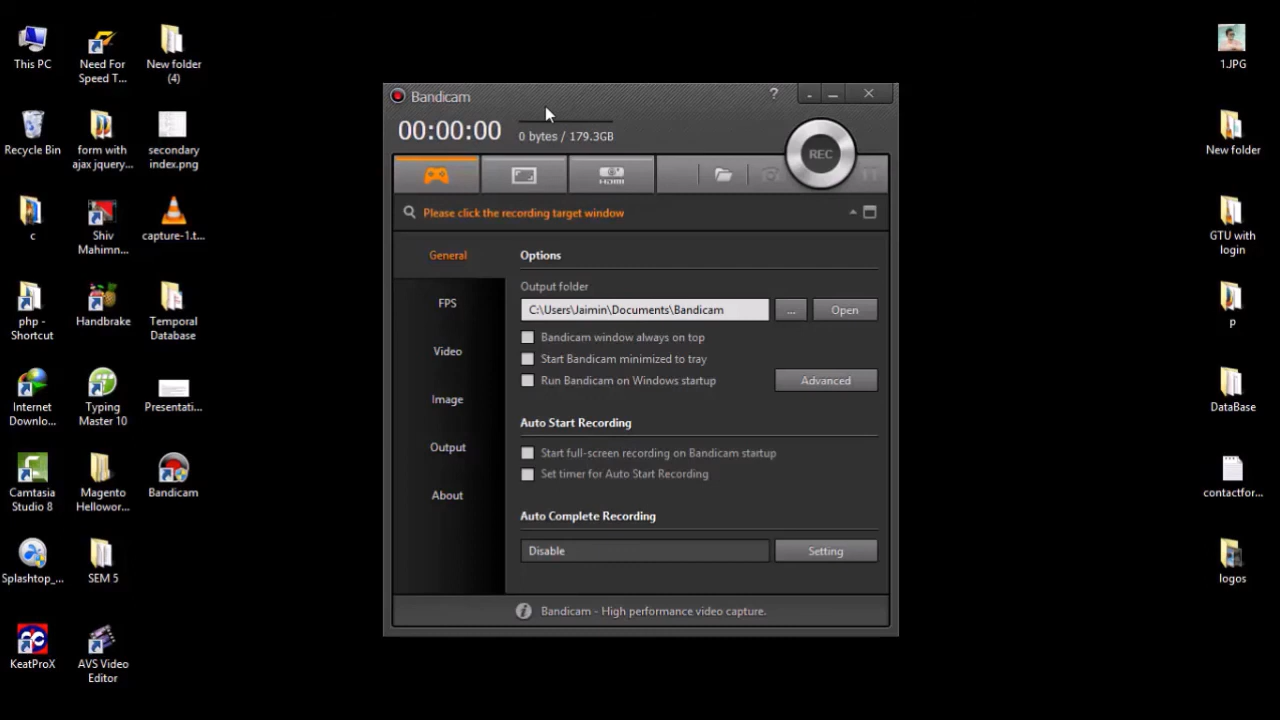 This PC
Need For
Speed T...
New folder
(4)
Recycle Bin
form with
ajax jquery...
secondary
index.png
c
Shiv
Mahimn...
capture-1.t...
php -
Shortcut
Handbrake
Temporal
Database
Internet
Downlo...
Typing
Master 10
Presentati...
Camtasia
Studio 8
Magento
Hellowor...
Bandicam
Splashtop_...
SEM 5
KeatProX
AVS Video
Editor
Bandicam
?
00:00:00
0 bytes / 179.3GB
REC
HDMI
Please click the recording target window
General
FPS
Video
Image
Output
About
Options
Output folder
C:\Users\Jaimin\Documents\Bandicam
...
Open
Bandicam window always on top
Start Bandicam minimized to tray
Run Bandicam on Windows startup
Advanced
Auto Start Recording
Start full-screen recording on Bandicam startup
Set timer for Auto Start Recording
Auto Complete Recording
Disable
Setting
Bandicam - High performance video capture.
1.JPG
New folder
GTU with
login
p
DataBase
contactfor...
logos